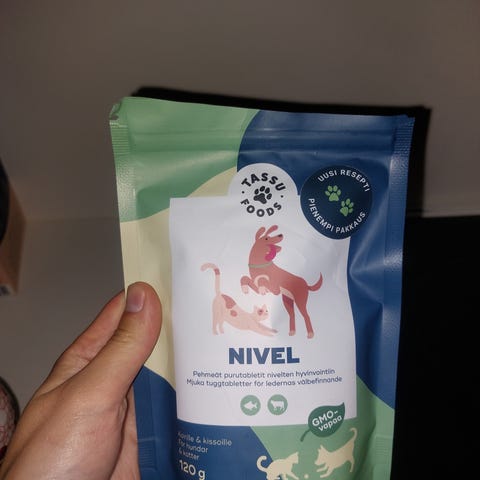 TASSU
FOODS
UUSI RESEPTI
PIENEMPI PAKKAUS
NIVEL
Pehmeät purutabletit nivelten hyvinvointiin
Mjuka tuggtabletter för ledernas välbefinnande
GMO-
vapaa
& kissoille
för hundar
& katter
120 g